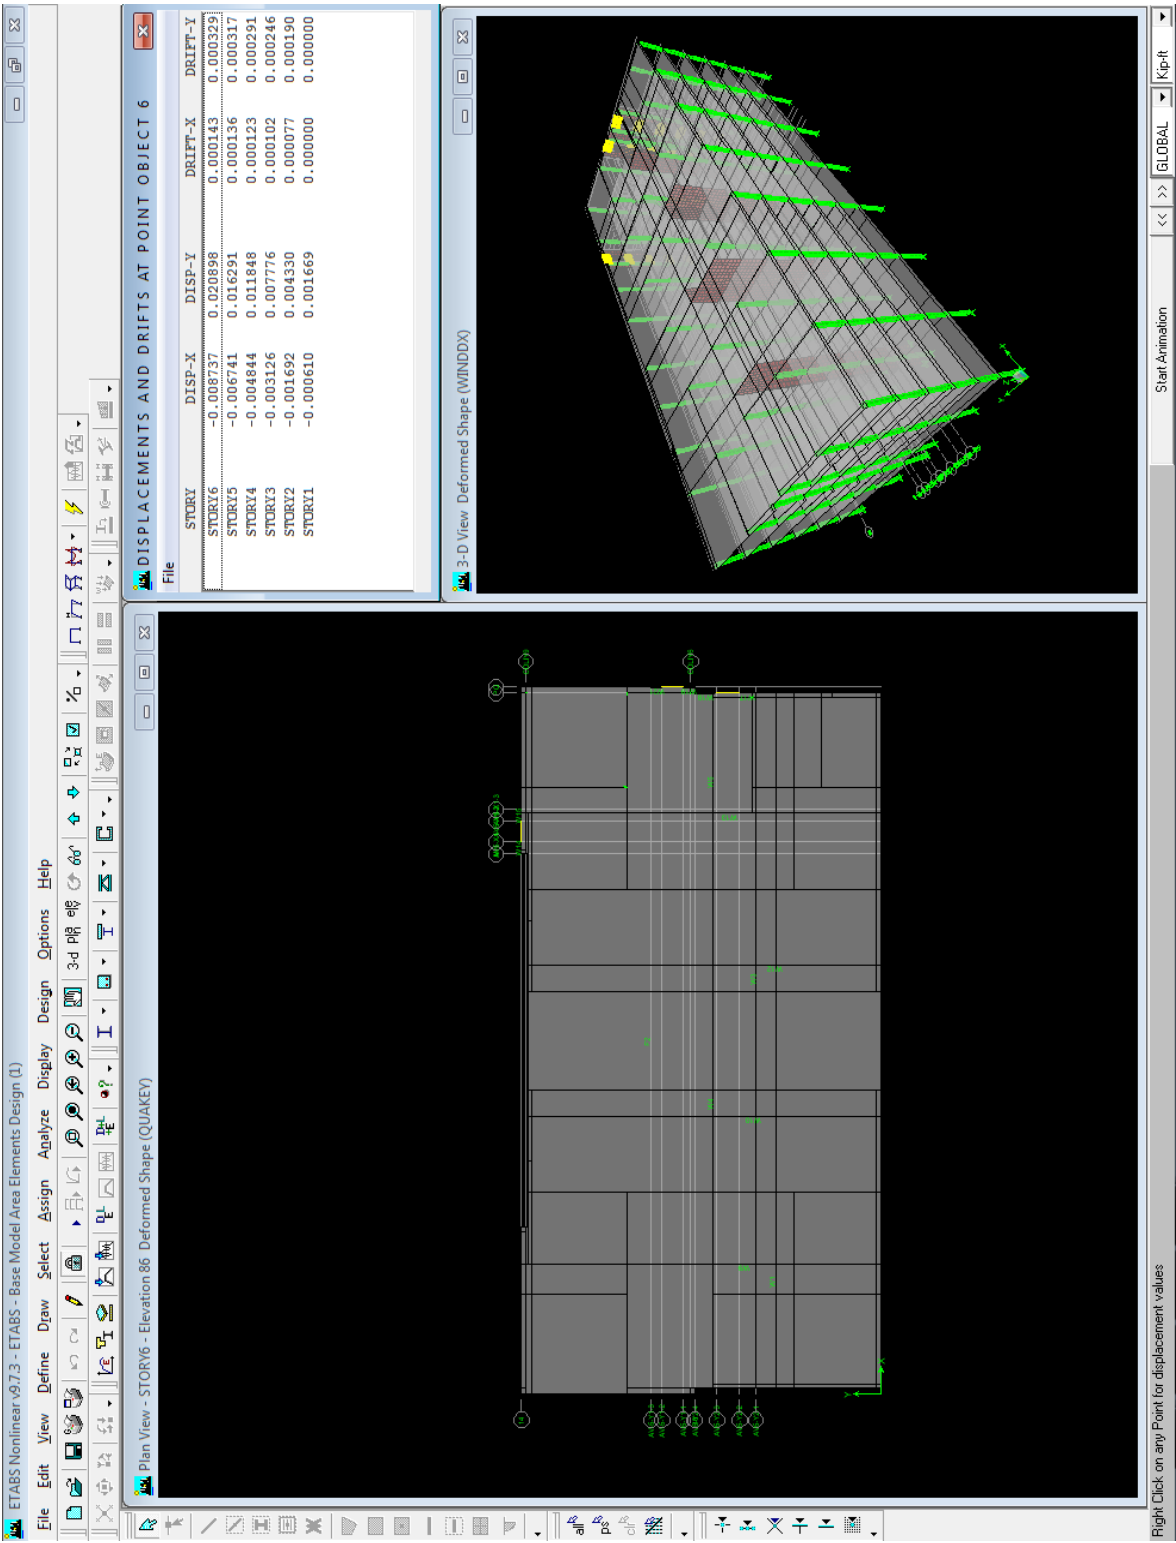 ETABS Nonlinear v9.7.3 - ETABS - Base Model Area Elements Design (1)
File Edit View Define Draw Select Assign Analyze Display Design Options Help
3-d
all
ps
clr
Plan View - STORY6 - Elevation 86 Deformed Shape (QUAKEY)
X
Y
DISPLACEMENTS AND DRIFTS AT POINT OBJECT 6
File
STORY DISP-X DISP-Y DRIFT-X DRIFT-Y
STORY6 -0.008737 0.020898 0.000143 0.000329
STORY5 -0.006741 0.016291 0.000136 0.000317
STORY4 -0.004844 0.011848 0.000123 0.000291
STORY3 -0.003126 0.007776 0.000102 0.000246
STORY2 -0.001692 0.004330 0.000077 0.000190
STORY1 -0.000610 0.001669 0.000000 0.000000
3-D View Deformed Shape (WINDDX)
Right Click on any Point for displacement values
Start Animation << >> GLOBAL Kip-ft